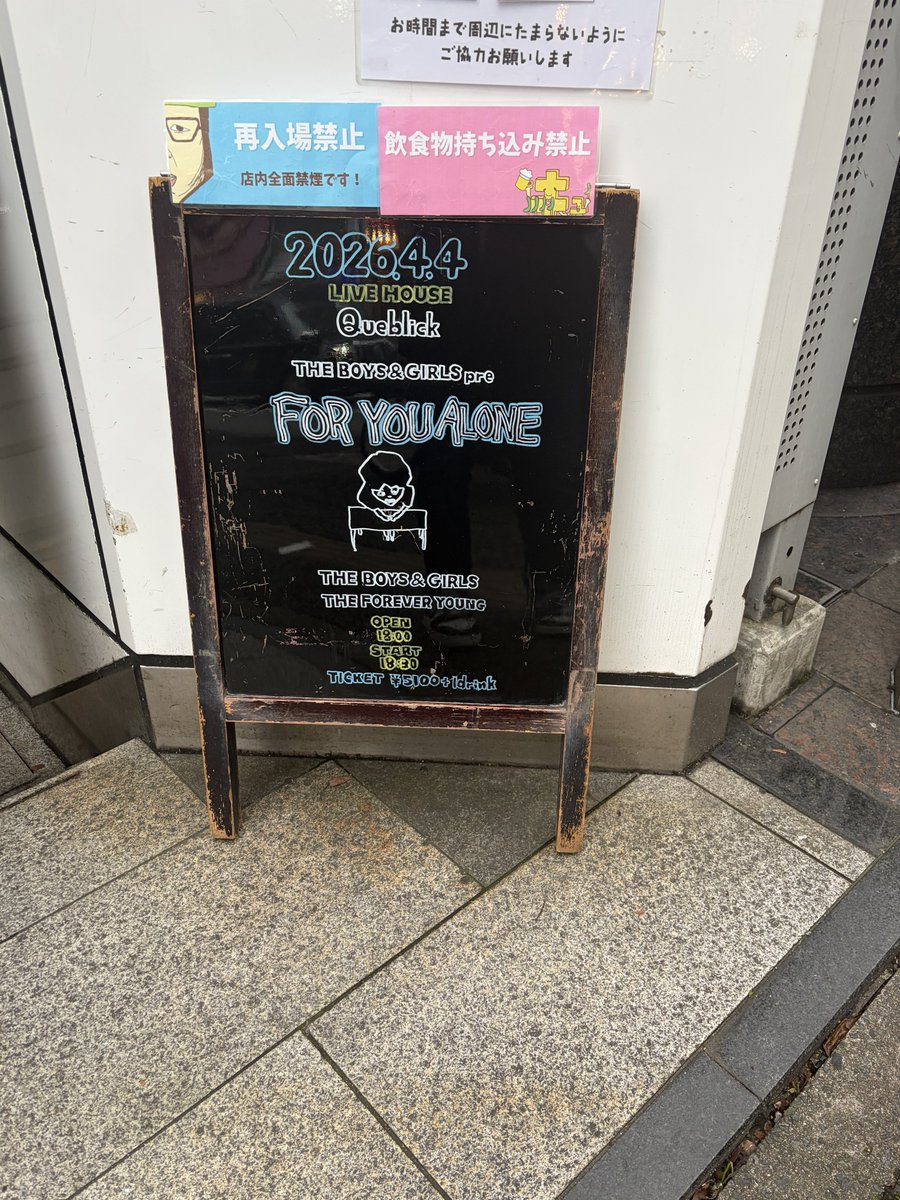 お時間まで周辺にたまらないように
ご協力お願いします
再入場禁止
店内全面禁煙です！
飲食物持ち込み禁止
2026.4.4
LIVE HOUSE
Queblick
THE BOYS&GIRLS pre
FOR YOU ALONE
THE BOYS&GIRLS
THE FOREVER YOUNG
OPEN
18:00
START
18:30
TICKET ¥5100+1drink